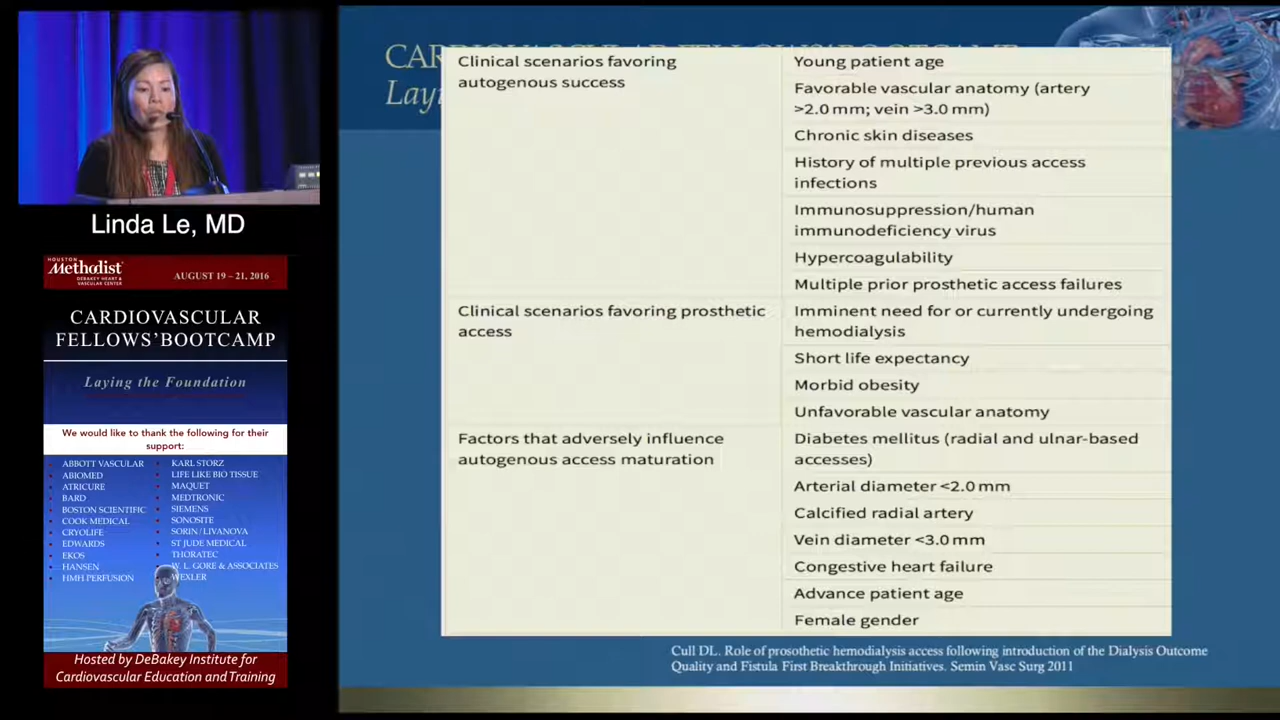 Linda Le, MD
HOUSTON
Methodist
DEBAKEY HEART &
VASCULAR CENTER
AUGUST 19 – 21, 2016
CARDIOVASCULAR
FELLOWS'BOOTCAMP
Laying the Foundation
We would like to thank the following for their
support:
ABBOTT VASCULAR
ABIOMED
ATRICURE
BARD
BOSTON SCIENTIFIC
COOK MEDICAL
CRYOLIFE
EDWARDS
EKOS
HANSEN
HMH PERFUSION
KARL STORZ
LIFE LIKE BIO TISSUE
MAQUET
MEDTRONIC
SIEMENS
SONOSITE
SORIN / LIVANOVA
ST JUDE MEDICAL
THORATEC
W. L. GORE & ASSOCIATES
WEXLER
Hosted by DeBakey Institute for
Cardiovascular Education and Training
Clinical scenarios favoring
autogenous success
Young patient age
Favorable vascular anatomy (artery
>2.0 mm; vein >3.0 mm)
Chronic skin diseases
History of multiple previous access
infections
Immunosuppression/human
immunodeficiency virus
Hypercoagulability
Multiple prior prosthetic access failures
Clinical scenarios favoring prosthetic
access
Imminent need for or currently undergoing
hemodialysis
Short life expectancy
Morbid obesity
Unfavorable vascular anatomy
Factors that adversely influence
autogenous access maturation
Diabetes mellitus (radial and ulnar-based
accesses)
Arterial diameter <2.0 mm
Calcified radial artery
Vein diameter <3.0 mm
Congestive heart failure
Advance patient age
Female gender
Cull DL. Role of prosothetic hemodialysis access following introduction of the Dialysis Outcome
Quality and Fistula First Breakthrough Initiatives. Semin Vasc Surg 2011